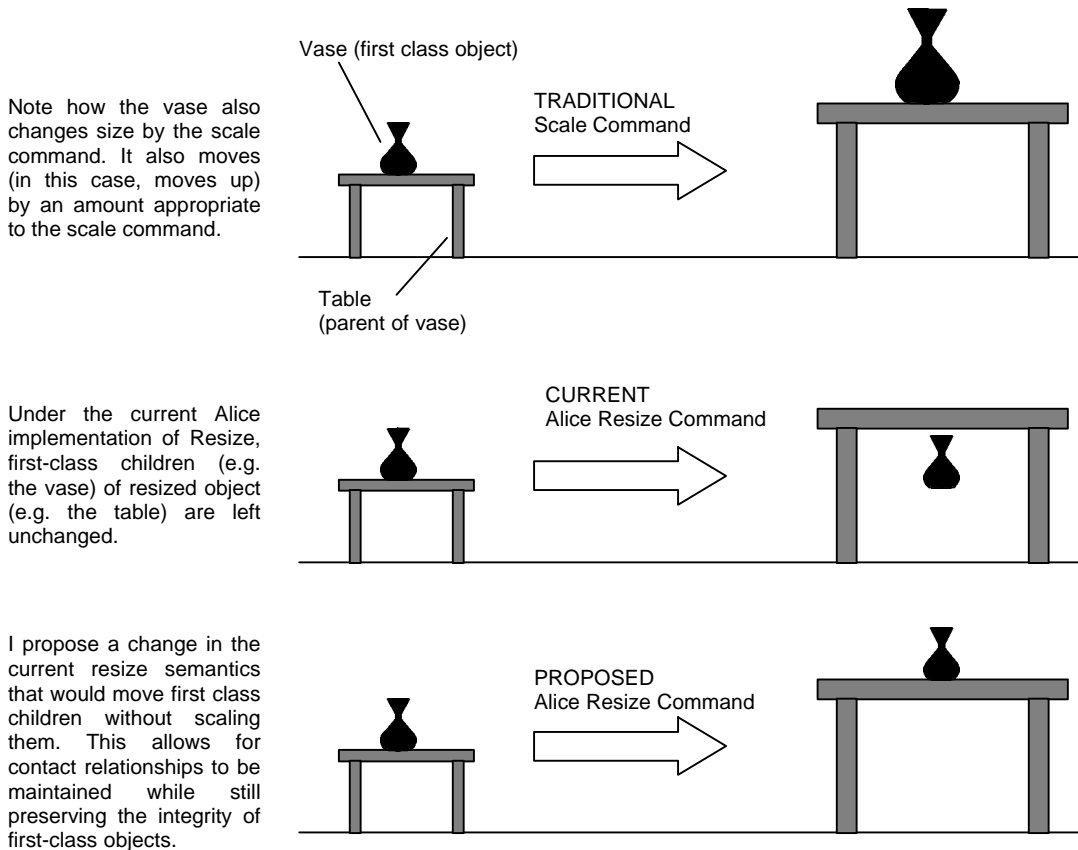 Vase (first class object)
Note how the vase also
changes size by the scale
command. It also moves
(in this case, moves up)
by an amount appropriate
to the scale command.
TRADITIONAL
Scale Command
Table
(parent of vase)
Under the current Alice
implementation of Resize,
first-class children (e.g.
the vase) of resized object
(e.g. the table) are left
unchanged.
CURRENT
Alice Resize Command
I propose a change in the
current resize semantics
that would move first class
children without scaling
them. This allows for
contact relationships to be
maintained while still
preserving the integrity of
first-class objects.
PROPOSED
Alice Resize Command